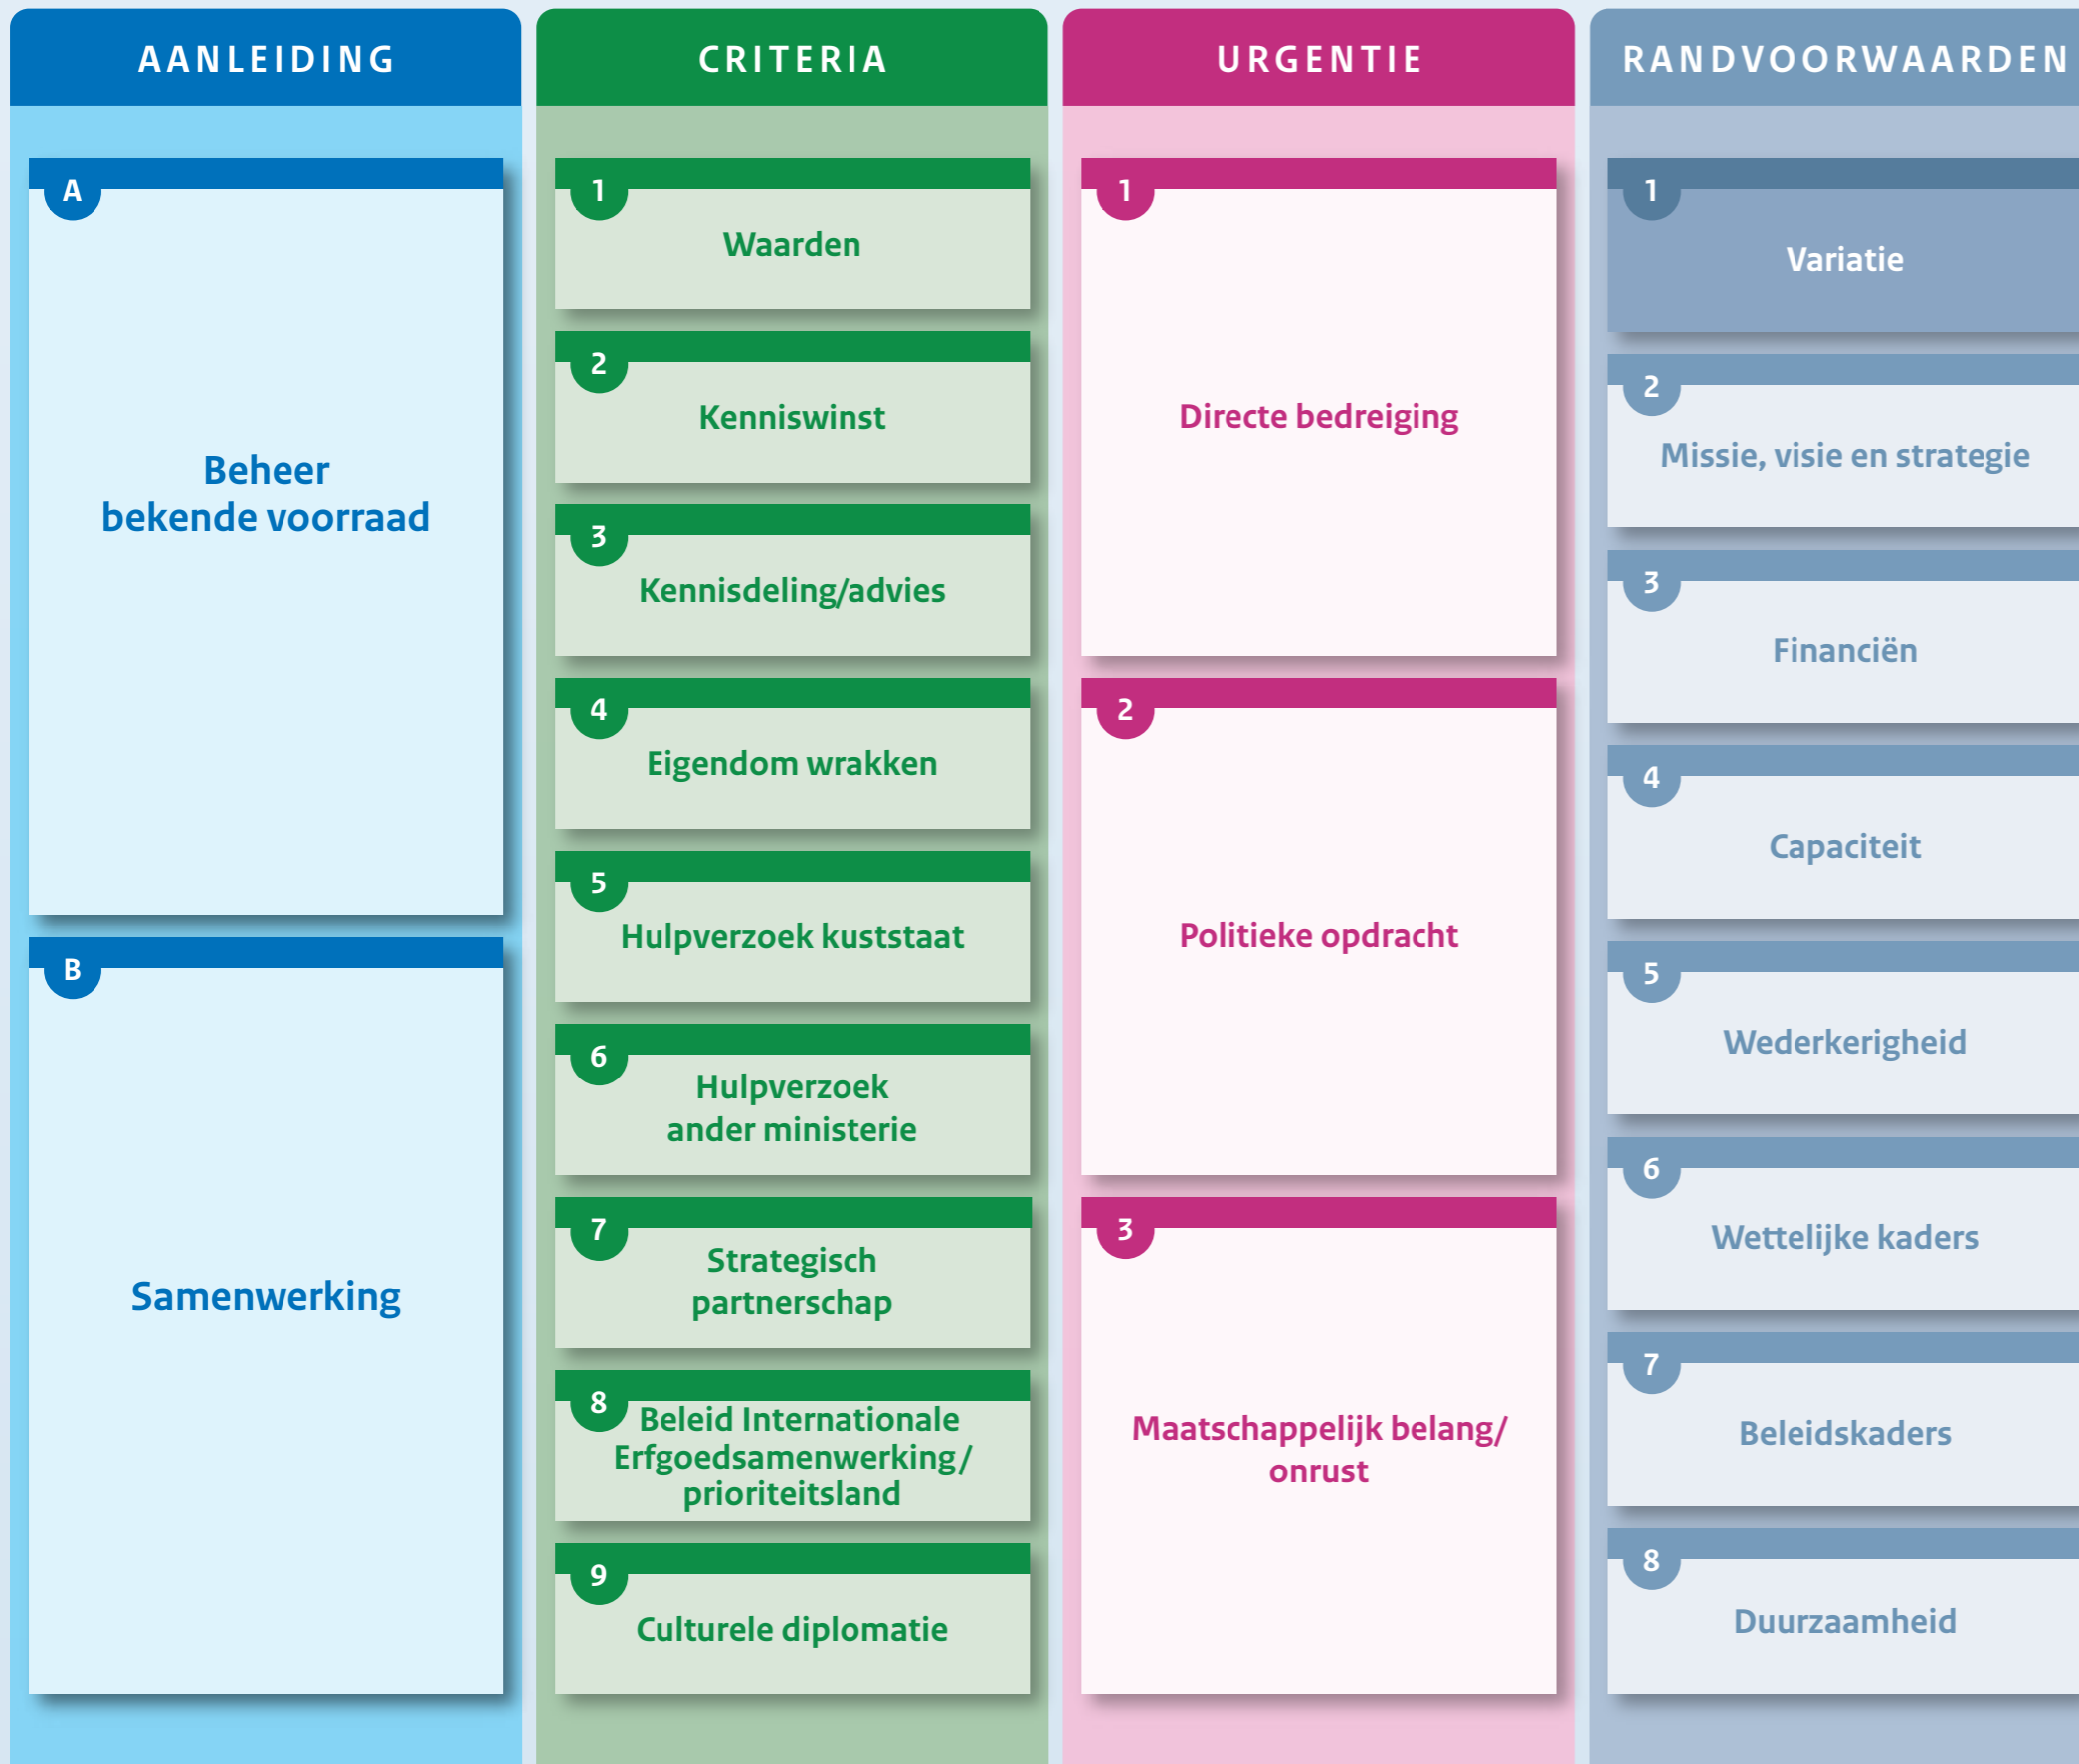 AANLEIDING
A
Beheer
bekende voorraad
B
Samenwerking
CRITERIA
1
Waarden
2
Kenniswinst
3
Kennisdeling/advies
4
Eigendom wrakken
5
Hulpverzoek kuststaat
6
Hulpverzoek
ander ministerie
7
Strategisch
partnerschap
8
Beleid Internationale
Erfgoedsamenwerking/
prioriteitsland
9
Culturele diplomatie
URGENTIE
1
Directe bedreiging
2
Politieke opdracht
3
Maatschappelijk belang/
onrust
RANDVOORWAARDEN
1
Variatie
2
Missie, visie en strategie
3
Financiën
4
Capaciteit
5
Wederkerigheid
6
Wettelijke kaders
7
Beleidskaders
8
Duurzaamheid